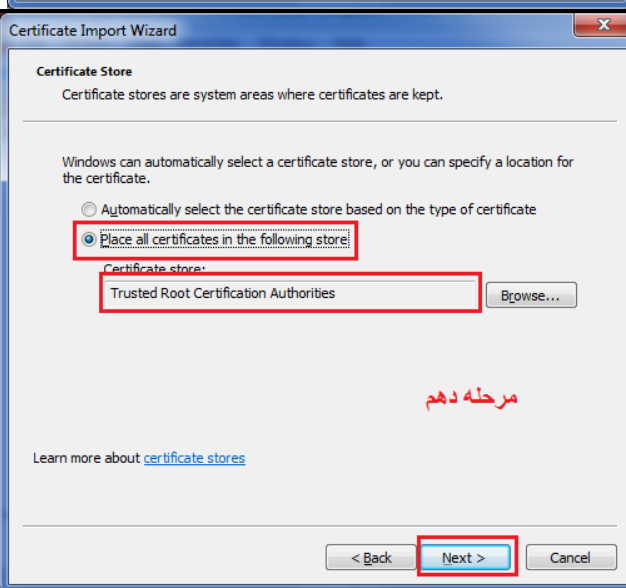 Certificate Import Wizard
Certificate Store
Certificate stores are system areas where certificates are kept.
Windows can automatically select a certificate store, or you can specify a location for
the certificate.
Automatically select the certificate store based on the type of certificate
Place all certificates in the following store
Certificate store:
Trusted Root Certification Authorities
Browse...
مرحله دهم
Learn more about certificate stores
< Back
Next >
Cancel